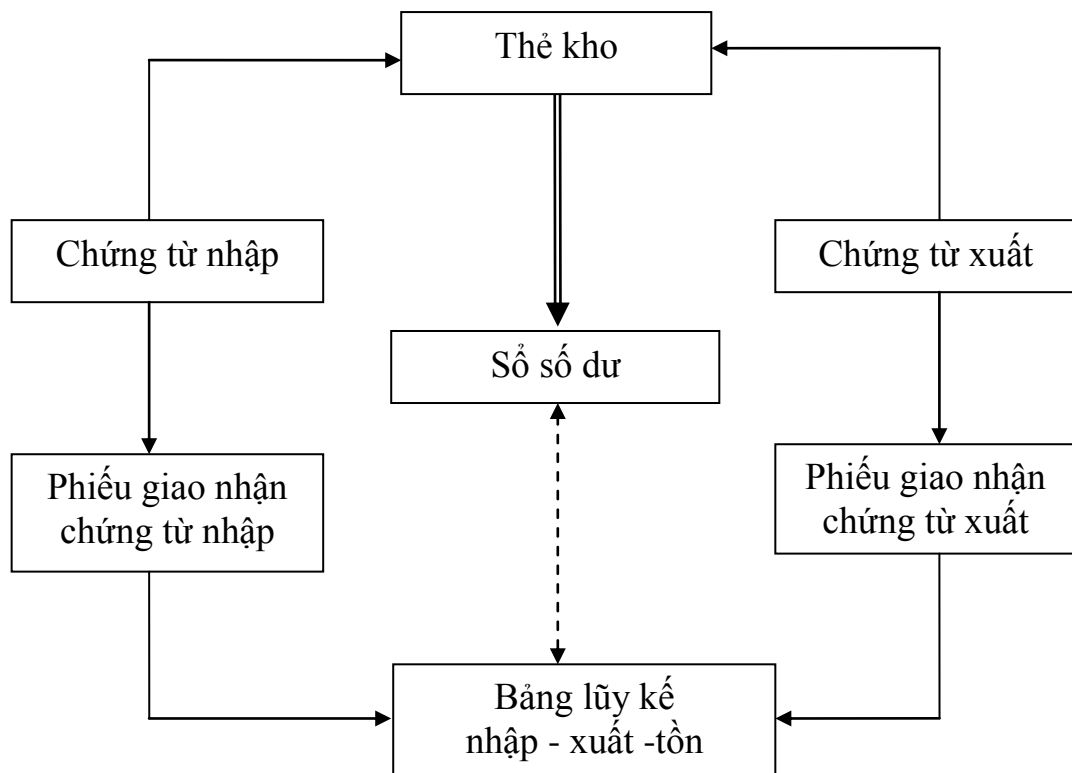 Thẻ kho
Chứng từ nhập
Chứng từ xuất
Sổ số dư
Phiếu giao nhận
chứng từ nhập
Phiếu giao nhận
chứng từ xuất
Bảng lũy kế
nhập - xuất -tồn